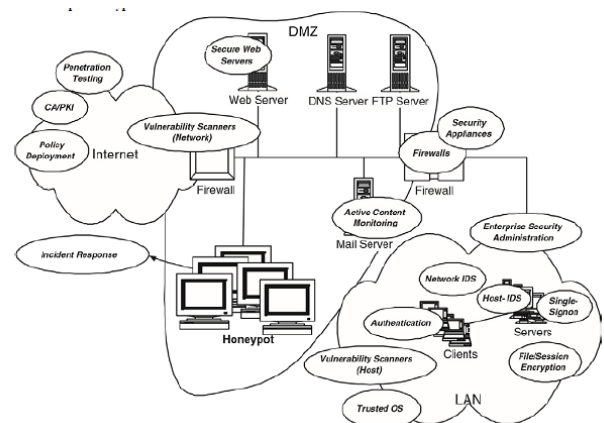 DMZ
Secure Web
Servers
Penetration
Testing
Web Server
DNS Server
FTP Server
CA/PKI
Security
Appliances
Vulnerability Scanners
(Network)
Policy
Deployment
Internet
Firewalls
Firewall
Firewall
Active Content
Monitoring
Mail Server
Enterprise Security
Administration
Incident Response
Network IDS
Host- IDS
Single-
Signon
Authentication
Servers
Honeypot
Clients
Vulnerability Scanners
(Host)
File/Session
Encryption
LAN
Trusted OS